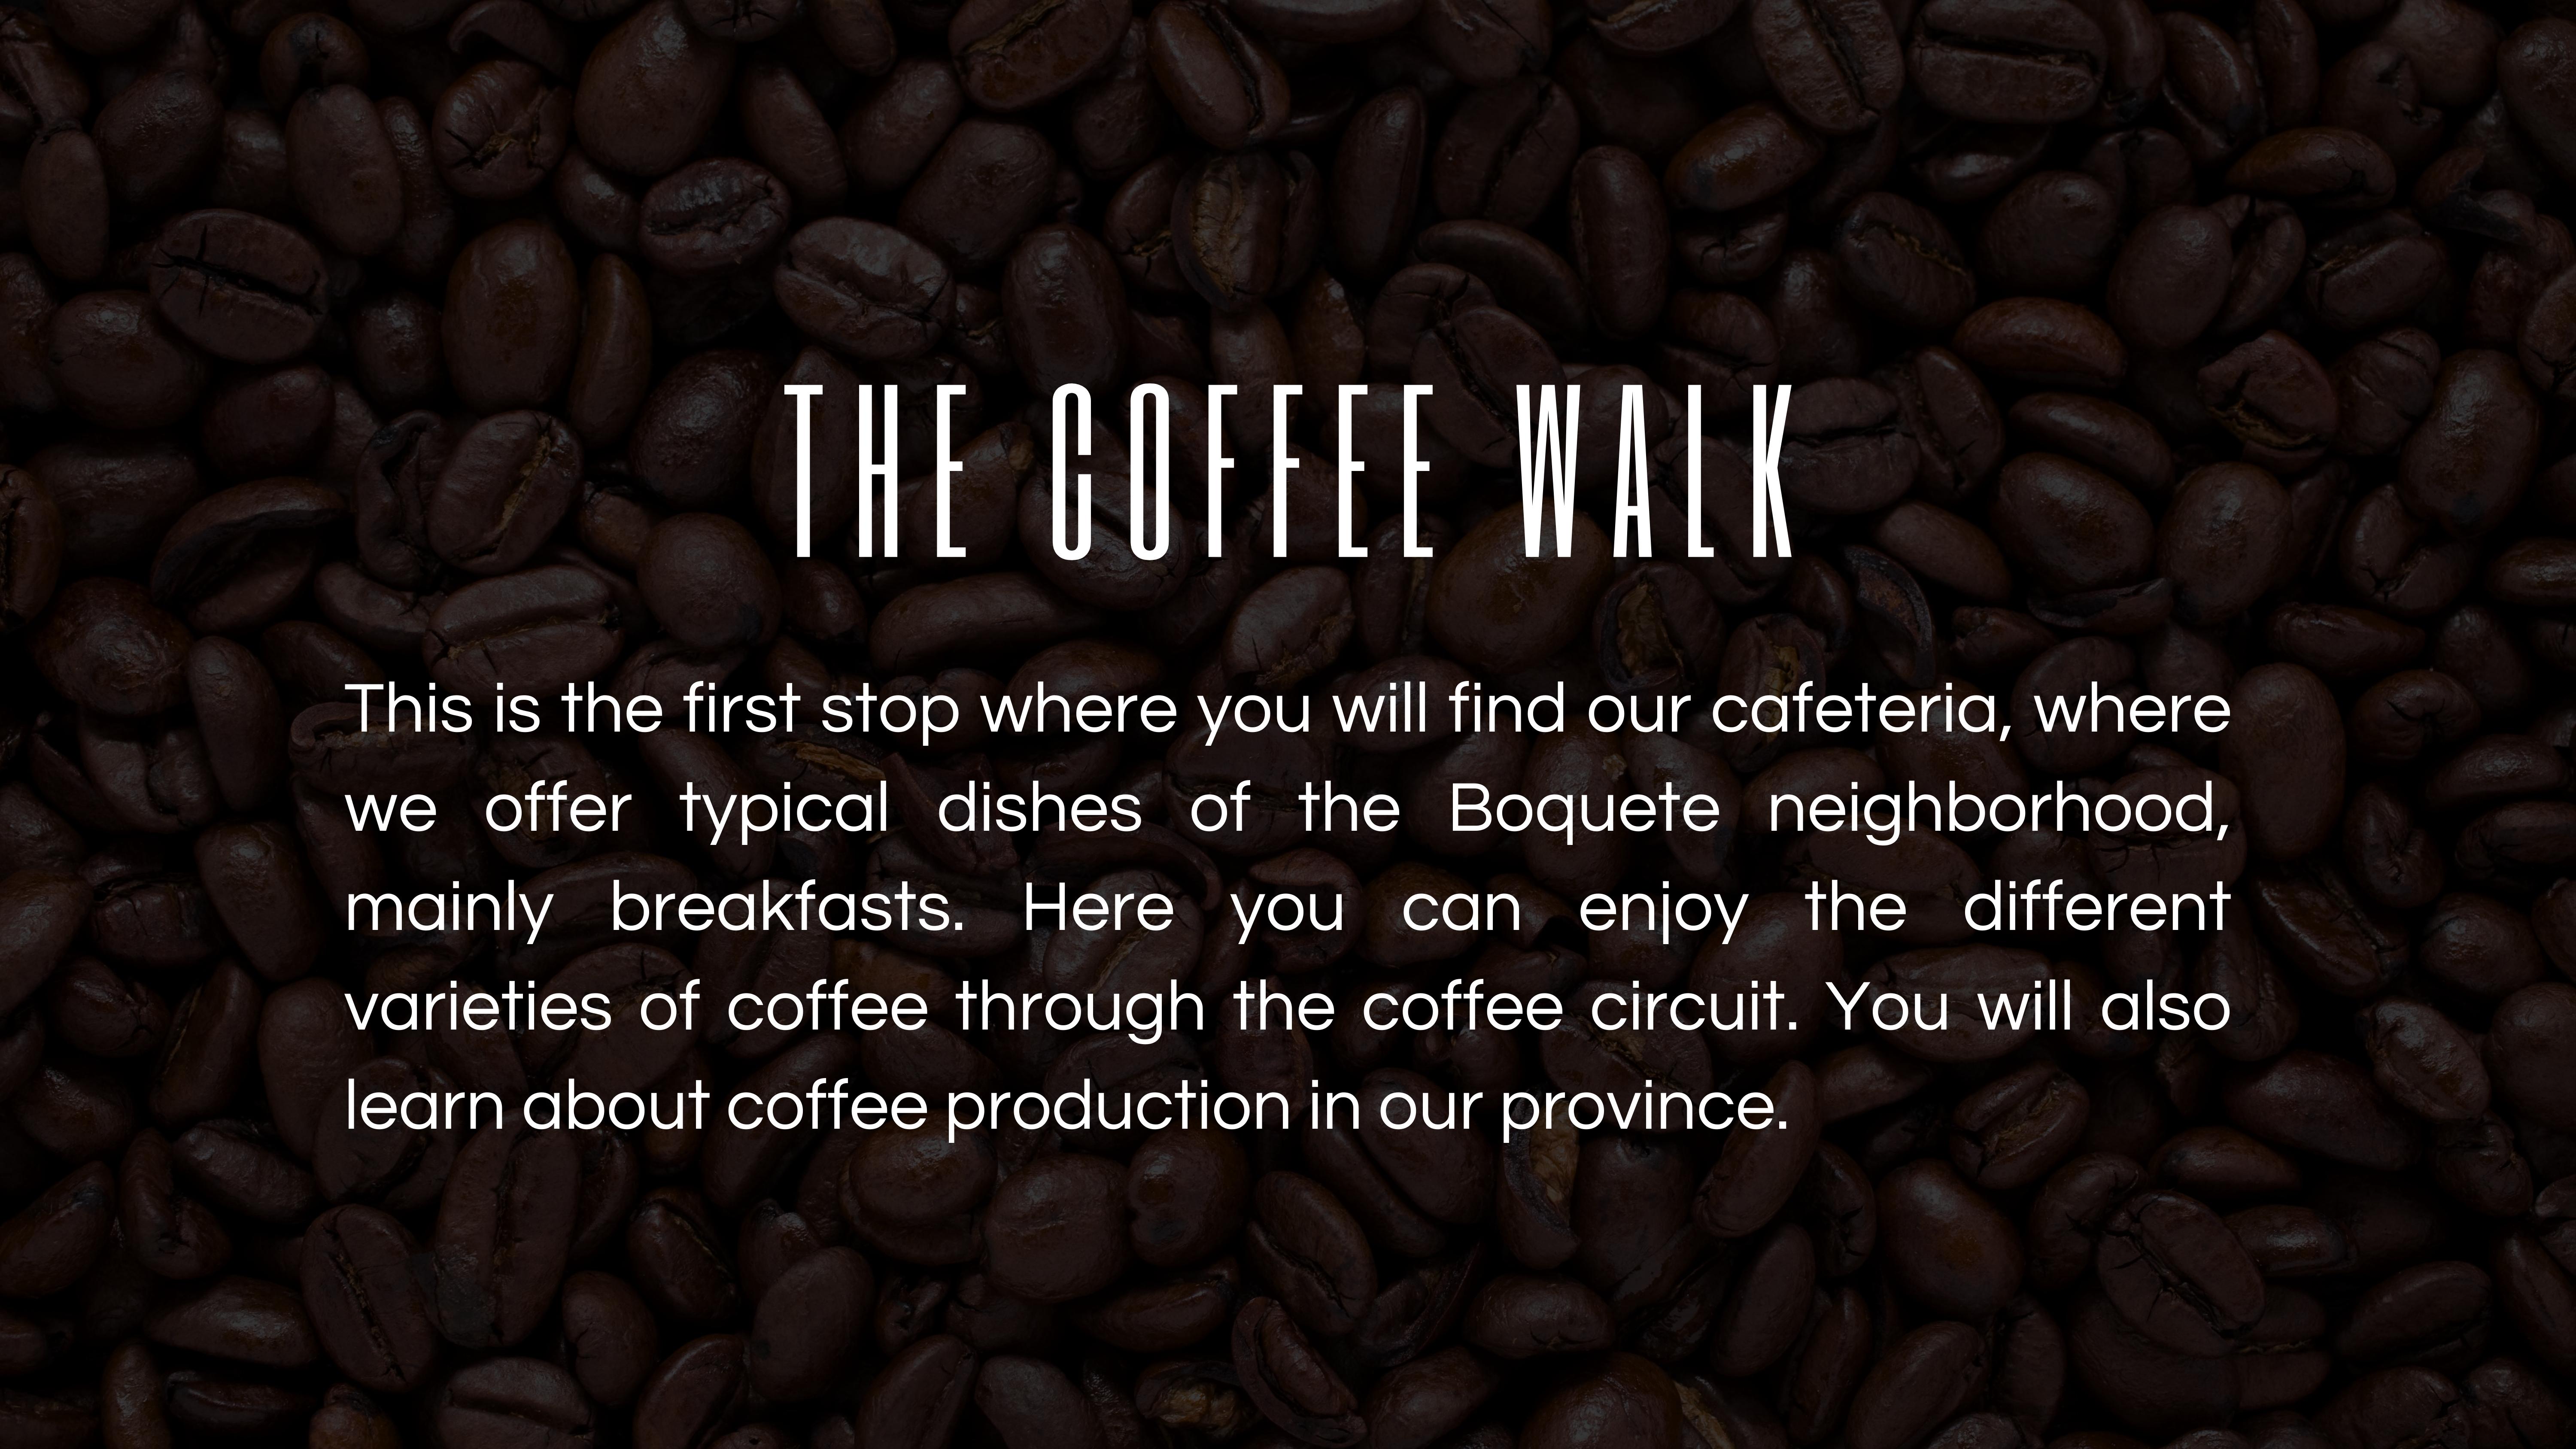 THE COFFEE WALK
This is the first stop where you will find our cafeteria, where
we offer typical dishes of the Boquete neighborhood,
mainly breakfasts. Here you can enjoy the different
varieties of coffee through the coffee circuit. You will also
learn about coffee production in our province.